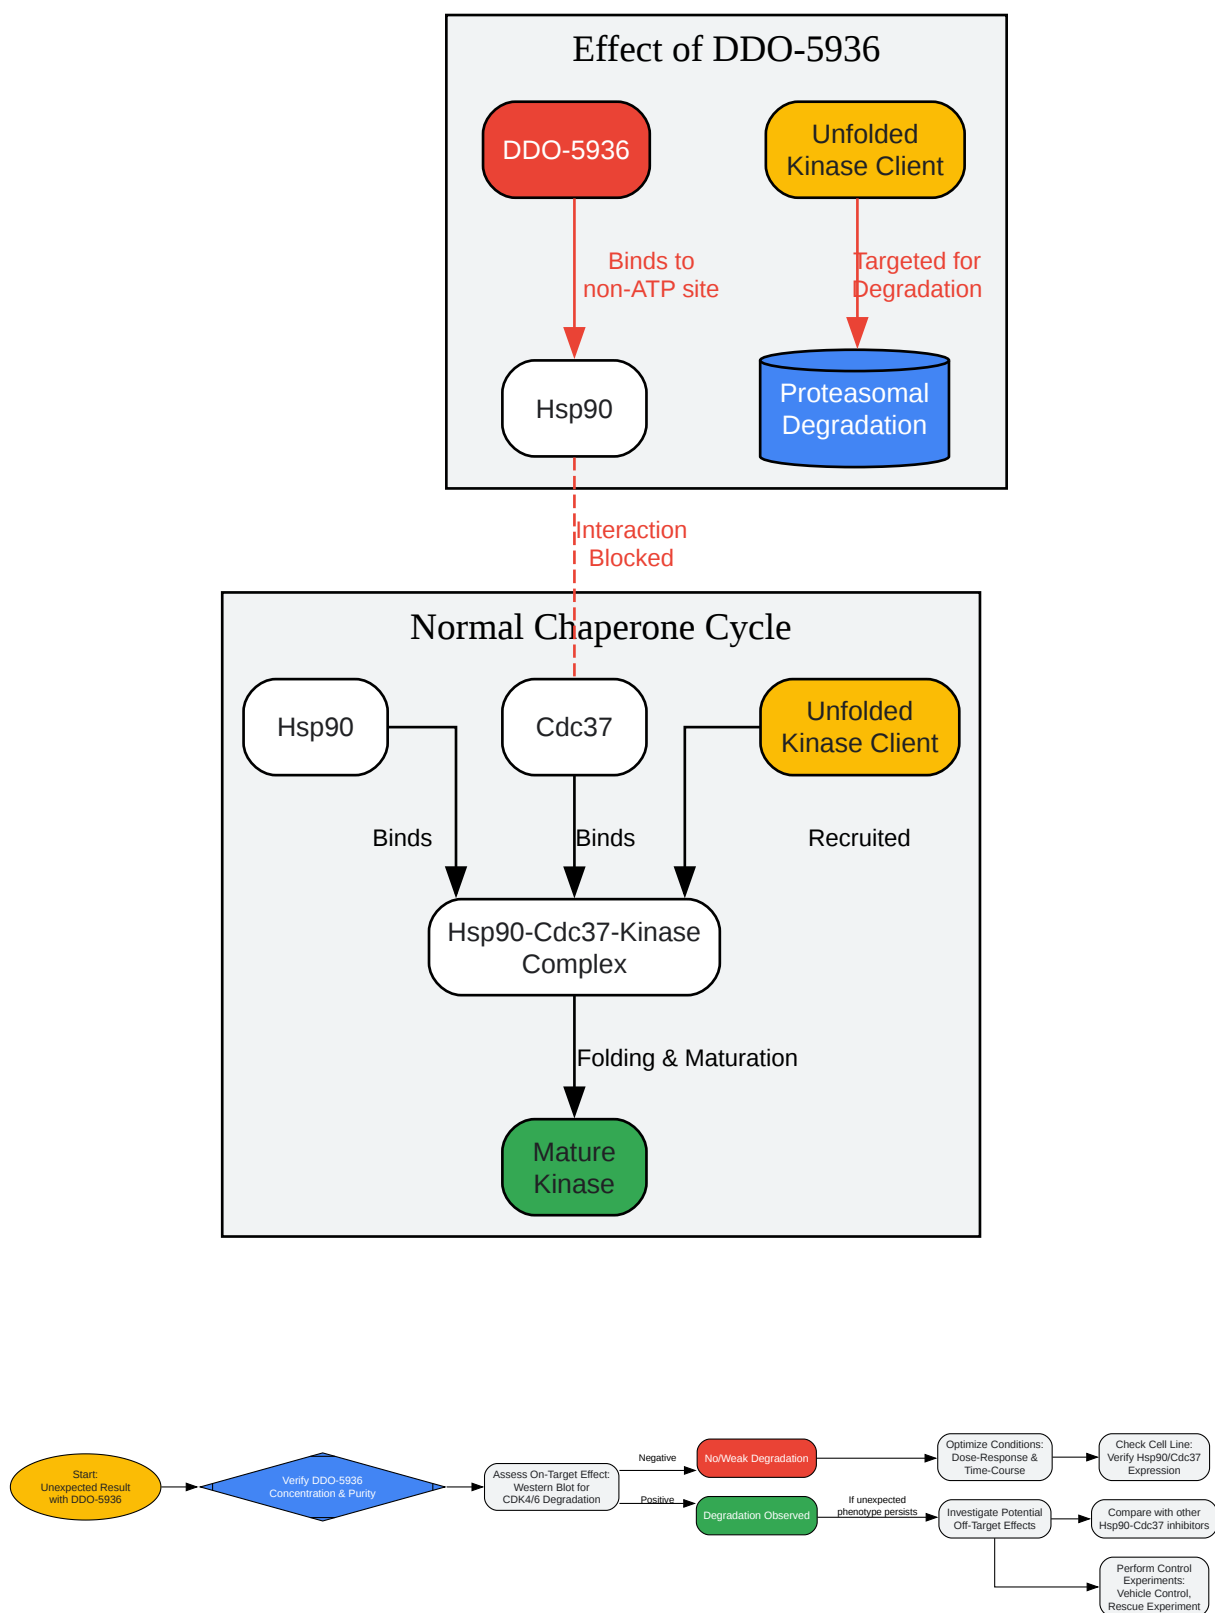 Effect of DDO-5936
DDO-5936
Unfolded
Kinase Client
Binds to
non-ATP site
Targeted for
Degradation
Hsp90
Proteasomal
Degradation
Interaction
Blocked
Normal Chaperone Cycle
Hsp90
Cdc37
Unfolded
Kinase Client
Binds
Binds
Recruited
Hsp90-Cdc37-Kinase
Complex
Folding & Maturation
Mature
Kinase
Start:
Unexpected Result
with DDO-5936
Verify DDO-5936
Concentration & Purity
Assess On-Target Effect:
Western Blot for
CDK4/6 Degradation
Negative
Positive
No/Weak Degradation
Degradation Observed
If unexpected
phenotype persists
Optimize Conditions:
Dose-Response &
Time-Course
Check Cell Line:
Verify Hsp90/Cdc37
Expression
Investigate Potential
Off-Target Effects
Compare with other
Hsp90-Cdc37 inhibitors
Perform Control
Experiments:
Vehicle Control,
Rescue Experiment